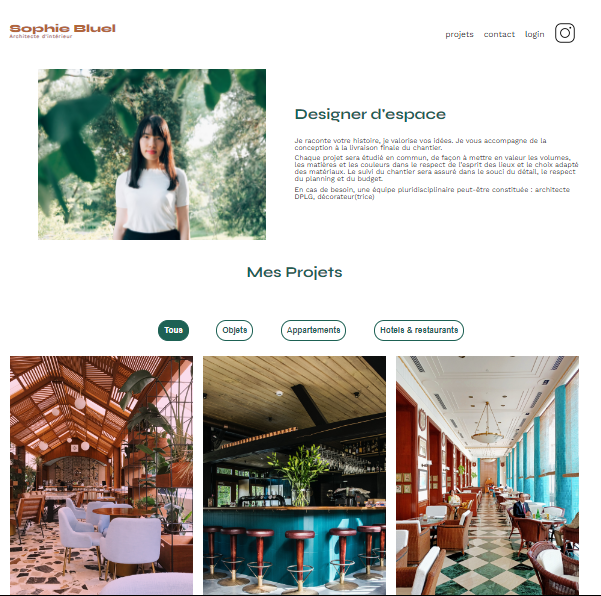 Sophie Bluel
Architecte d'intérieur
projets contact login
Designer d'espace
Je raconte votre histoire, je valorise vos idées. Je vous accompagne de la
conception à la livraison finale du chantier.
Chaque projet sera étudié en commun, de façon à mettre en valeur les volumes,
les matières et les couleurs dans le respect de l'esprit des lieux et le choix adapté
des matériaux. Le suivi du chantier sera assuré dans le souci du détail, le respect
du planning et du budget.
En cas de besoin, une équipe pluridisciplinaire peut-être constituée : architecte
DPLG, décorateur(trice)
Mes Projets
Tous Objets Appartements Hotels & restaurants